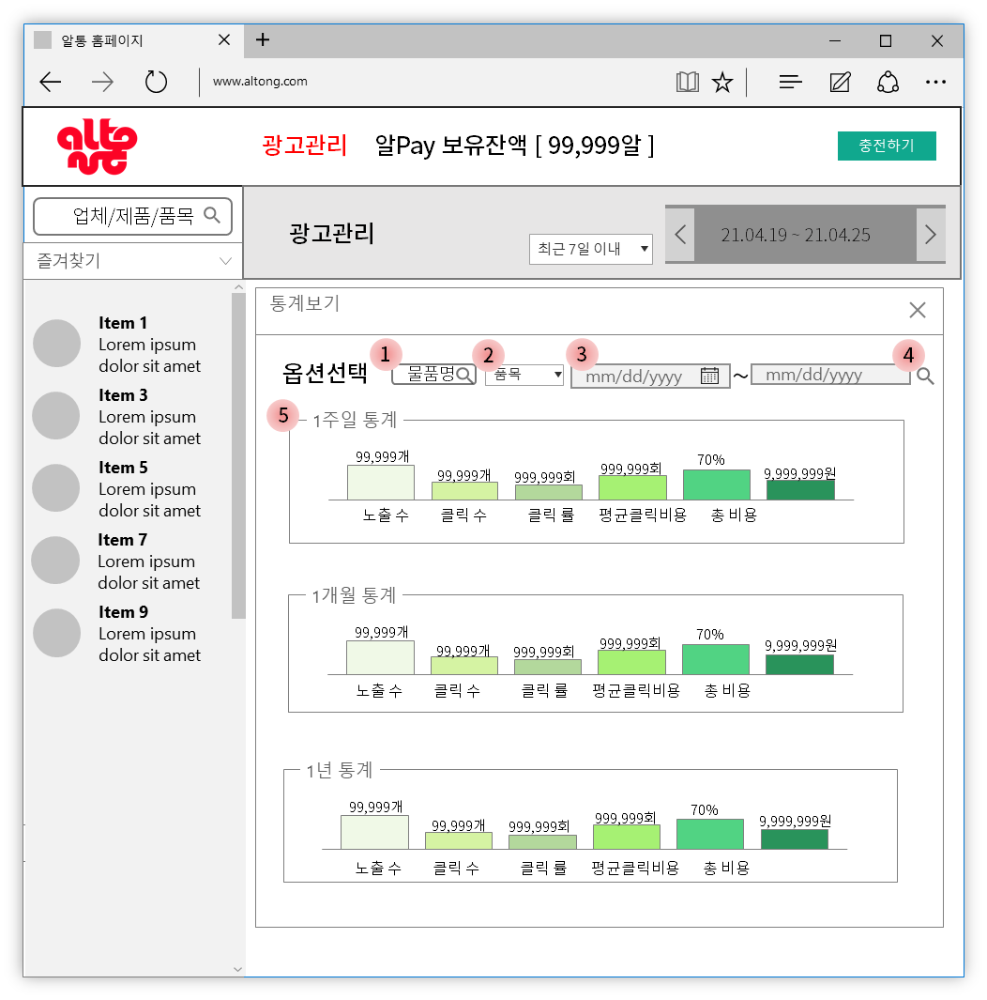 알통 홈페이지
www.altong.com
alto
광고관리 알Pay 보유잔액 [ 99,999알 ]
충전하기
업체/제품/품목
즐겨찾기
광고관리
최근 7일 이내
21.04.19 ~ 21.04.25
Item 1
Lorem ipsum
dolor sit amet
Item 3
Lorem ipsum
dolor sit amet
Item 5
Lorem ipsum
dolor sit amet
Item 7
Lorem ipsum
dolor sit amet
Item 9
Lorem ipsum
dolor sit amet
통계보기
1 2 3 4
옵션선택 물품명 품목 mm/dd/yyyy ~ mm/dd/yyyy
5
1주일 통계
99,999개 99,999개 999,999회 999,999회 70% 9,999,999원
노출 수 클릭 수 클릭 률 평균클릭비용 총 비용
1개월 통계
99,999개 99,999개 999,999회 999,999회 70% 9,999,999원
노출 수 클릭 수 클릭 률 평균클릭비용 총 비용
1년 통계
99,999개 99,999개 999,999회 999,999회 70% 9,999,999원
노출 수 클릭 수 클릭 률 평균클릭비용 총 비용